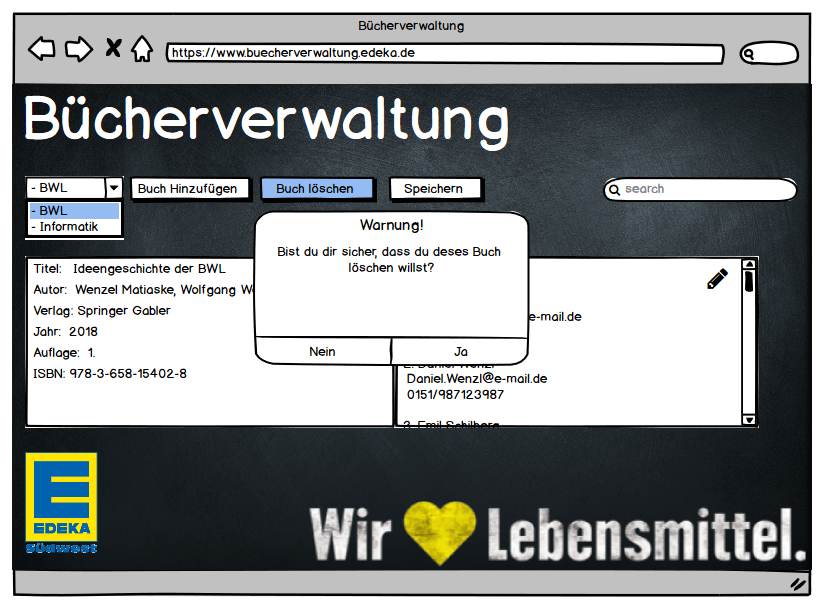 Bücherverwaltung
https://www.buecherverwaltung.edeka.de
Bücherverwaltung
- BWL
Buch Hinzufügen
Buch löschen
Speichern
search
- BWL
- Informatik
Warnung!
Bist du dir sicher, dass du deses Buch
löschen willst?
Nein
Ja
Titel: Ideengeschichte der BWL
Autor: Wenzel Matiaske, Wolfgang
Verlag: Springer Gabler
Jahr: 2018
Auflage: 1.
ISBN: 978-3-658-15402-8
e-mail.de
2. Daniel Wenzl
Daniel.Wenzl@e-mail.de
0151/987123987
3. Emil Schilberg
EDEKA
südwest
Wir Lebensmittel.